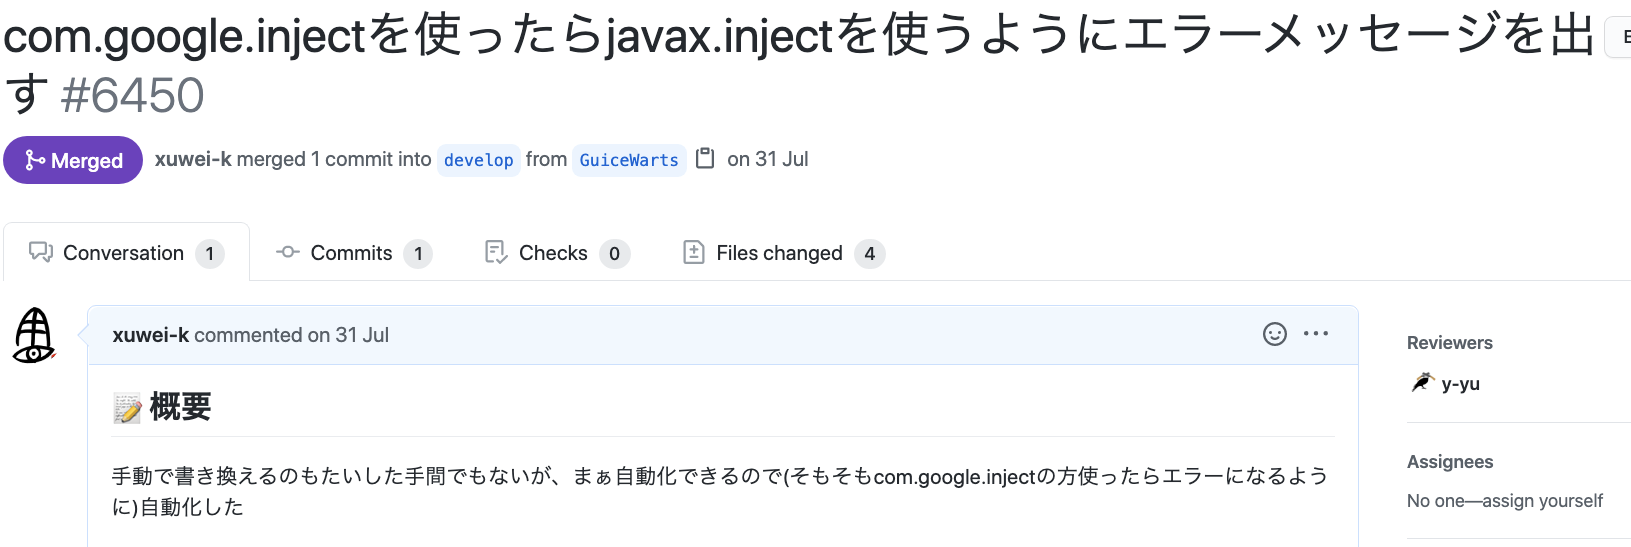 com.google.injectを使ったらjavax.injectを使うようにエラーメッセージを出
す #6450
Merged xuwei-k merged 1 commit into develop from GuiceWarts on 31 Jul
Conversation 1 Commits 1 Checks 0 Files changed 4
xuwei-k commented on 31 Jul
概要
手動で書き換えるのもたいした手間でもないが、まぁ自動化できるので(そもそもcom.google.injectの方使ったらエラーになるよう
に)自動化した
Reviewers
y-yu
Assignees
No one—assign yourself